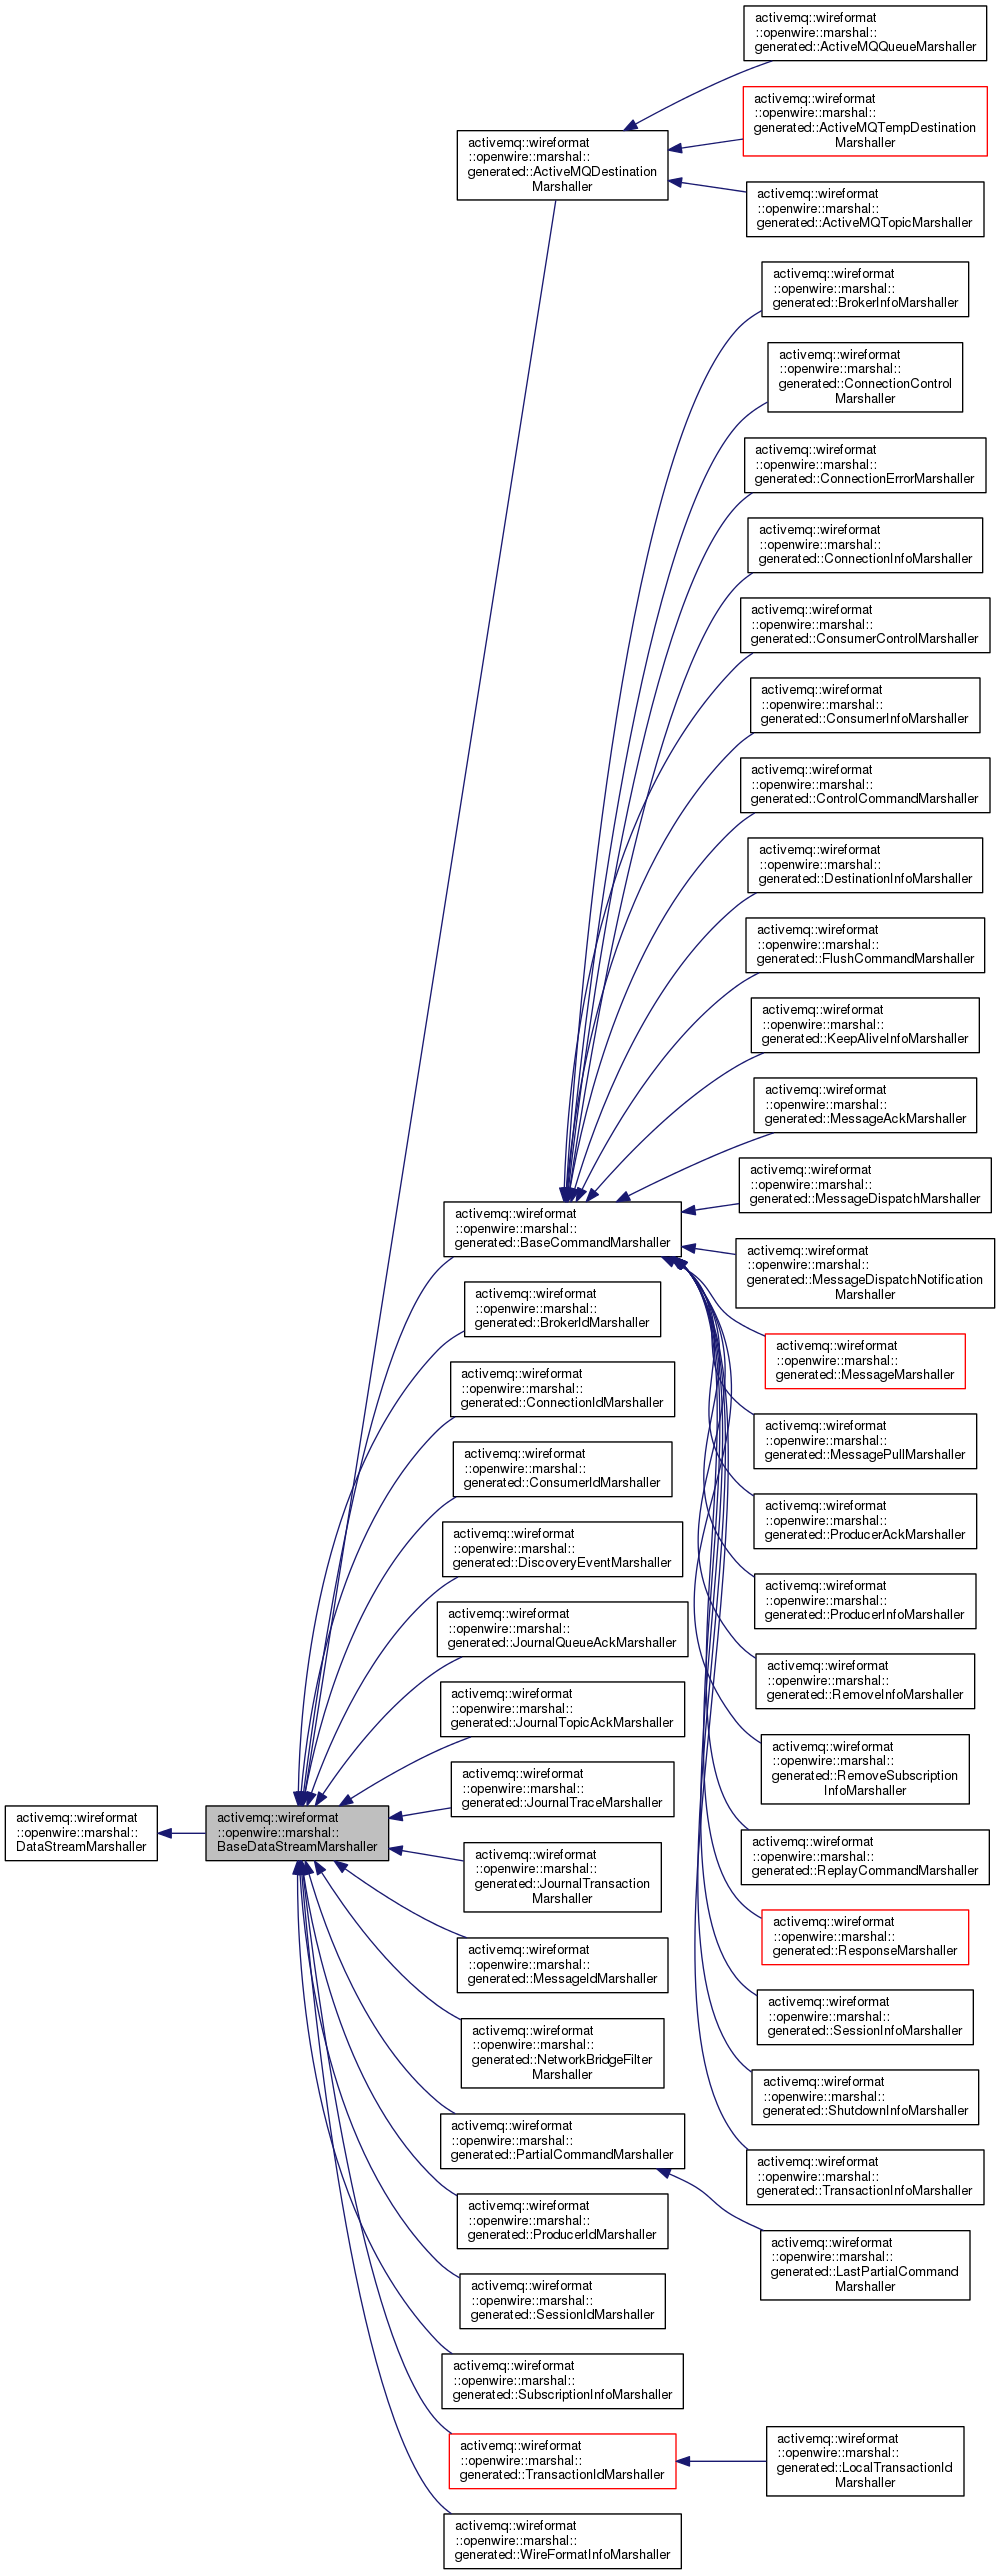 activemq::wireformat
::openwire::marshal::
generated::ActiveMQQueueMarshaller
activemq::wireformat
::openwire::marshal::
generated::ActiveMQTempDestination
Marshaller
activemq::wireformat
::openwire::marshal::
generated::ActiveMQDestination
Marshaller
activemq::wireformat
::openwire::marshal::
generated::ActiveMQTopicMarshaller
activemq::wireformat
::openwire::marshal::
generated::BrokerInfoMarshaller
activemq::wireformat
::openwire::marshal::
generated::ConnectionControl
Marshaller
activemq::wireformat
::openwire::marshal::
generated::ConnectionErrorMarshaller
activemq::wireformat
::openwire::marshal::
generated::ConnectionInfoMarshaller
activemq::wireformat
::openwire::marshal::
generated::ConsumerControlMarshaller
activemq::wireformat
::openwire::marshal::
generated::ConsumerInfoMarshaller
activemq::wireformat
::openwire::marshal::
generated::ControlCommandMarshaller
activemq::wireformat
::openwire::marshal::
generated::DestinationInfoMarshaller
activemq::wireformat
::openwire::marshal::
generated::FlushCommandMarshaller
activemq::wireformat
::openwire::marshal::
generated::KeepAliveInfoMarshaller
activemq::wireformat
::openwire::marshal::
generated::MessageAckMarshaller
activemq::wireformat
::openwire::marshal::
generated::MessageDispatchMarshaller
activemq::wireformat
::openwire::marshal::
generated::BaseCommandMarshaller
activemq::wireformat
::openwire::marshal::
generated::MessageDispatchNotification
Marshaller
activemq::wireformat
::openwire::marshal::
generated::BrokerIdMarshaller
activemq::wireformat
::openwire::marshal::
generated::MessageMarshaller
activemq::wireformat
::openwire::marshal::
generated::ConnectionIdMarshaller
activemq::wireformat
::openwire::marshal::
generated::MessagePullMarshaller
activemq::wireformat
::openwire::marshal::
generated::ConsumerIdMarshaller
activemq::wireformat
::openwire::marshal::
generated::ProducerAckMarshaller
activemq::wireformat
::openwire::marshal::
generated::DiscoveryEventMarshaller
activemq::wireformat
::openwire::marshal::
generated::ProducerInfoMarshaller
activemq::wireformat
::openwire::marshal::
generated::JournalQueueAckMarshaller
activemq::wireformat
::openwire::marshal::
generated::RemoveInfoMarshaller
activemq::wireformat
::openwire::marshal::
generated::JournalTopicAckMarshaller
activemq::wireformat
::openwire::marshal::
generated::RemoveSubscription
InfoMarshaller
activemq::wireformat
::openwire::marshal::
generated::JournalTraceMarshaller
activemq::wireformat
::openwire::marshal::
DataStreamMarshaller
activemq::wireformat
::openwire::marshal::
BaseDataStreamMarshaller
activemq::wireformat
::openwire::marshal::
generated::ReplayCommandMarshaller
activemq::wireformat
::openwire::marshal::
generated::JournalTransaction
Marshaller
activemq::wireformat
::openwire::marshal::
generated::ResponseMarshaller
activemq::wireformat
::openwire::marshal::
generated::MessageIdMarshaller
activemq::wireformat
::openwire::marshal::
generated::SessionInfoMarshaller
activemq::wireformat
::openwire::marshal::
generated::NetworkBridgeFilter
Marshaller
activemq::wireformat
::openwire::marshal::
generated::ShutdownInfoMarshaller
activemq::wireformat
::openwire::marshal::
generated::PartialCommandMarshaller
activemq::wireformat
::openwire::marshal::
generated::TransactionInfoMarshaller
activemq::wireformat
::openwire::marshal::
generated::ProducerIdMarshaller
activemq::wireformat
::openwire::marshal::
generated::LastPartialCommand
Marshaller
activemq::wireformat
::openwire::marshal::
generated::SessionIdMarshaller
activemq::wireformat
::openwire::marshal::
generated::SubscriptionInfoMarshaller
activemq::wireformat
::openwire::marshal::
generated::TransactionIdMarshaller
activemq::wireformat
::openwire::marshal::
generated::LocalTransactionId
Marshaller
activemq::wireformat
::openwire::marshal::
generated::WireFormatInfoMarshaller